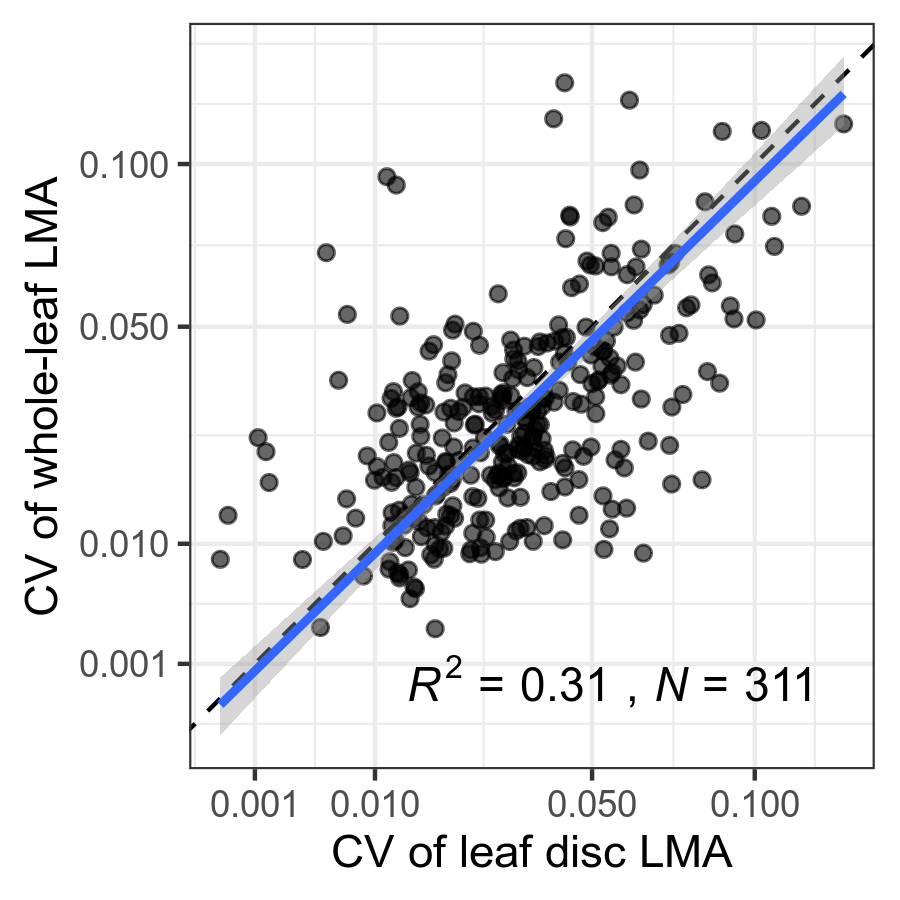 CV of whole-leaf LMA
0.100
0.050
0.010
0.001
R² = 0.31 , N = 311
0.001 0.010 0.050 0.100
CV of leaf disc LMA